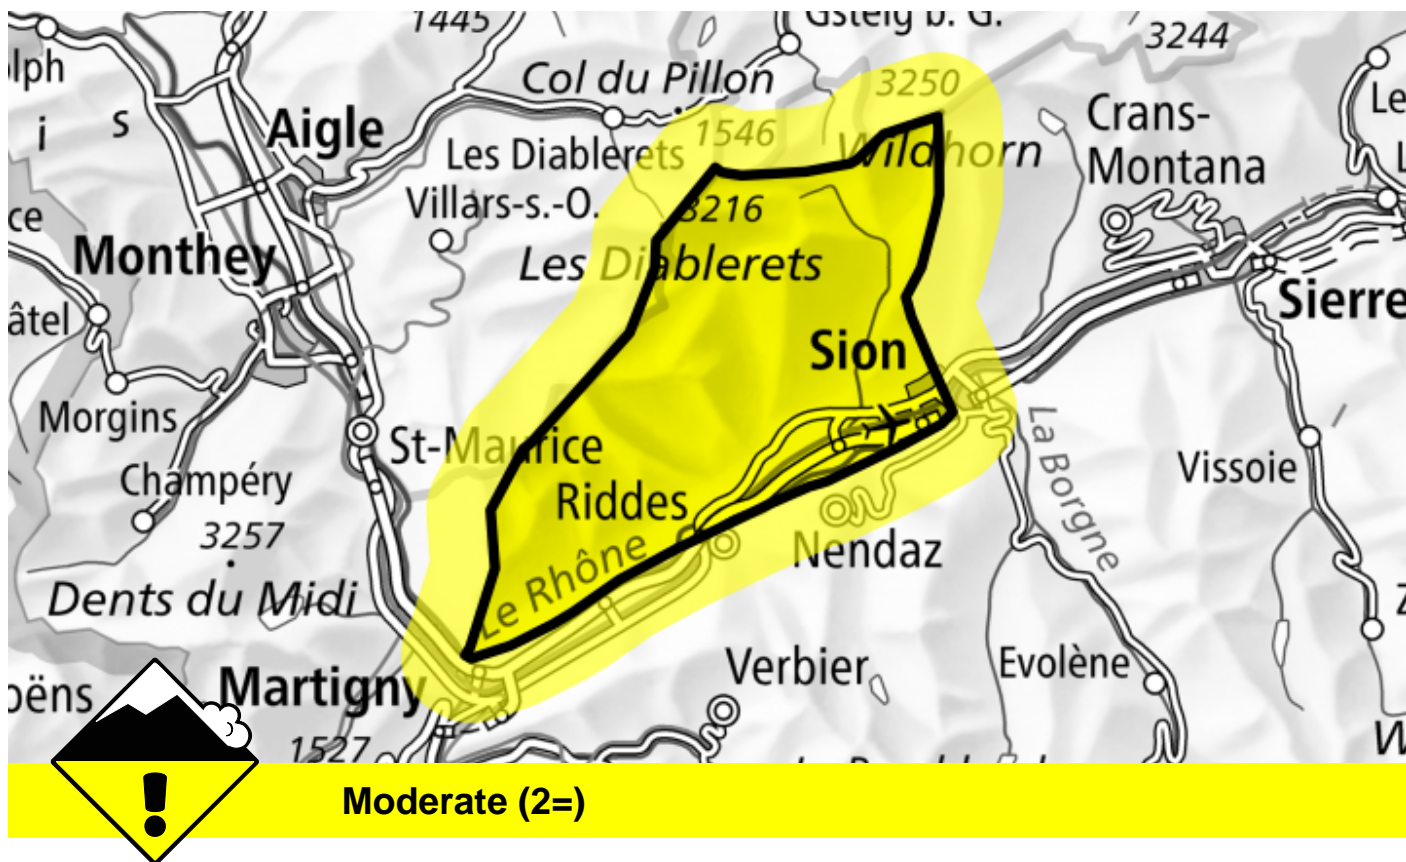 1445
Gsteig b. G.
3244
Col du Pillon
3250
Aigle
1546
Crans-
Montana
i s
Les Diablerets
Wildhorn
Villars-s.-O.
3216
Monthey
Les Diablerets
Sierre
Sion
Morgins
St-Maurice
Champéry
Riddes
Vissoie
La Borgne
3257
Le Rhône
Nendaz
Dents du Midi
Verbier
Evolène
Martigny
1527
Moderate (2=)